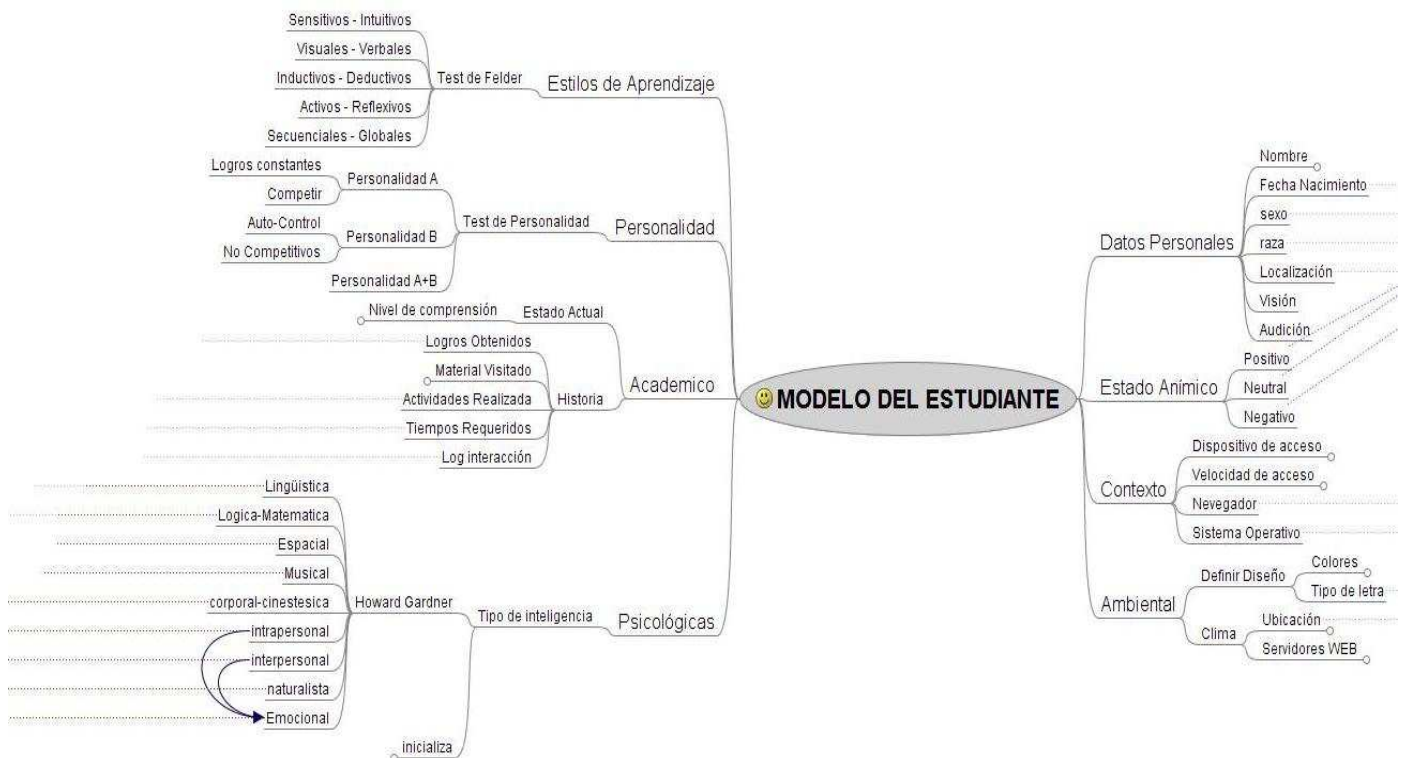 Sensitivos - Intuitivos
Visuales - Verbales
Inductivos - Deductivos
Activos - Reflexivos
Secuenciales - Globales
Test de Felder
Estilos de Aprendizaje
Logros constantes
Competir
Personalidad A
Auto-Control
No Competitivos
Personalidad B
Personalidad A+B
Test de Personalidad
Personalidad
Nivel de comprensión
Estado Actual
Logros Obtenidos
Material Visitado
Actividades Realizada
Tiempos Requeridos
Log interacción
Historia
Academico
Lingüistica
Logica-Matematica
Espacial
Musical
corporal-cinestesica
intrapersonal
interpersonal
naturalista
Emocional
Howard Gardner
inicializa
Tipo de inteligencia
Psicológicas
MODELO DEL ESTUDIANTE
Datos Personales
Nombre
Fecha Nacimiento
sexo
raza
Localización
Visión
Audición
Estado Anímico
Positivo
Neutral
Negativo
Contexto
Dispositivo de acceso
Velocidad de acceso
Nevegador
Sistema Operativo
Ambiental
Definir Diseño
Colores
Tipo de letra
Clima
Ubicación
Servidores WEB